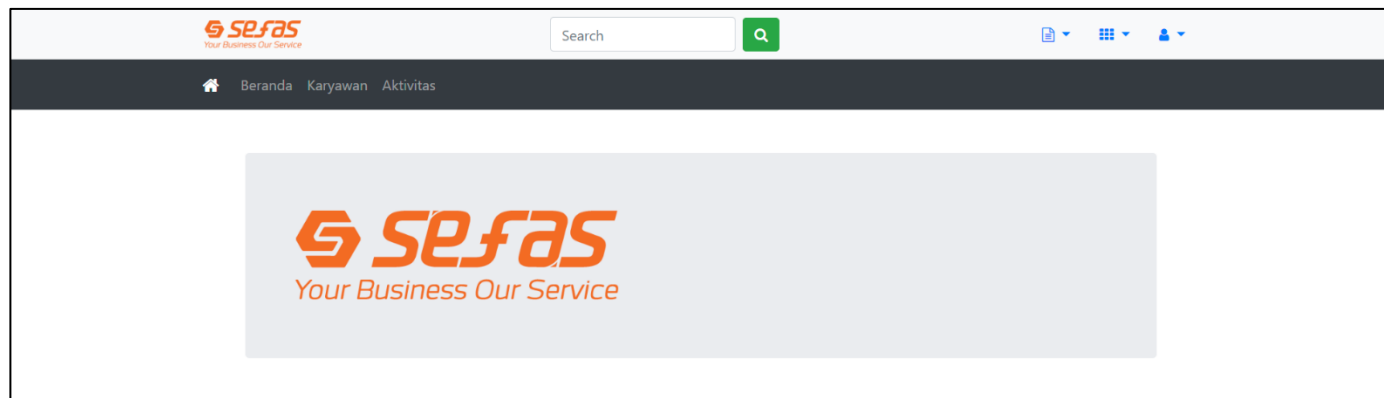 sefas
Your Business Our Service
Search
Beranda Karyawan Aktivitas
sefas
Your Business Our Service